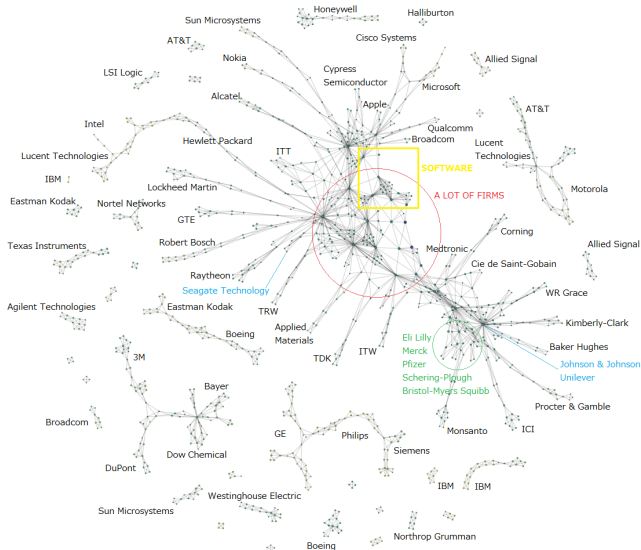 Honeywell
Halliburton
Sun Microsystems
AT&T
Cisco Systems
Nokia
Allied Signal
LSI Logic
Cypress
Semiconductor
Microsoft
Alcatel
Apple
AT&T
Intel
Qualcomm
Broadcom
Hewlett Packard
ITT
Lucent
Technologies
Lucent Technologies
SOFTWARE
IBM
Lockheed Martin
Motorola
A LOT OF FIRMS
Eastman Kodak
Nortel Networks
GTE
Corning
Texas Instruments
Robert Bosch
Medtronic
Allied Signal
Cie de Saint-Gobain
Raytheon
Seagate Technology
WR Grace
Agilent Technologies
Eastman Kodak
TRW
Kimberly-Clark
Boeing
Applied
Materials
Eli Lilly
Baker Hughes
3M
TDK
ITW
Merck
Pfizer
Johnson & Johnson
Schering-Plough
Unilever
Bayer
Bristol-Myers Squibb
Procter & Gamble
Broadcom
GE
Philips
Monsanto
ICI
Dow Chemical
Siemens
DuPont
IBM
IBM
Westinghouse Electric
Sun Microsystems
Northrop Grumman
Boeing